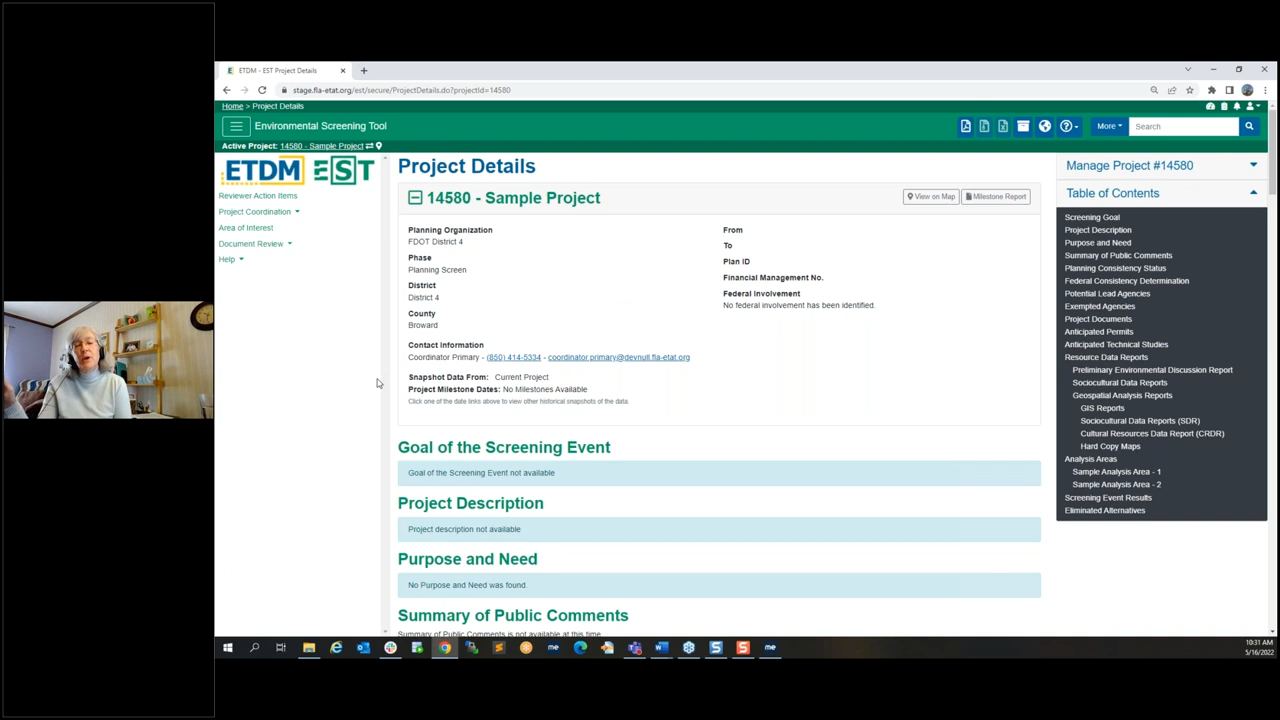 ETDM - EST Project Details
stage.fla-etat.org/est/secure/ProjectDetails.do?projectId=14580
Home > Project Details
Environmental Screening Tool
More
Search
Active Project: 14580 - Sample Project
ETDM EST
Reviewer Action Items
Project Coordination
Area of Interest
Document Review
Help
Project Details
14580 - Sample Project
View on Map
Milestone Report
Planning Organization
FDOT District 4
Phase
Planning Screen
District
District 4
County
Broward
From
To
Plan ID
Financial Management No.
Federal Involvement
No federal involvement has been identified.
Contact Information
Coordinator Primary - (850) 414-5334 - coordinator.primary@devnull.fla-etat.org
Snapshot Data From: Current Project
Project Milestone Dates: No Milestones Available
Click one of the date links above to view other historical snapshots of the data.
Goal of the Screening Event
Goal of the Screening Event not available
Project Description
Project description not available
Purpose and Need
No Purpose and Need was found.
Summary of Public Comments
Summary of Public Comments is not available at this time.
Manage Project #14580
Table of Contents
Screening Goal
Project Description
Purpose and Need
Summary of Public Comments
Planning Consistency Status
Federal Consistency Determination
Potential Lead Agencies
Exempted Agencies
Project Documents
Anticipated Permits
Anticipated Technical Studies
Resource Data Reports
Preliminary Environmental Discussion Report
Sociocultural Data Reports
Geospatial Analysis Reports
GIS Reports
Sociocultural Data Reports (SDR)
Cultural Resources Data Report (CRDR)
Hard Copy Maps
Analysis Areas
Sample Analysis Area - 1
Sample Analysis Area - 2
Screening Event Results
Eliminated Alternatives
10:31 AM
5/16/2022